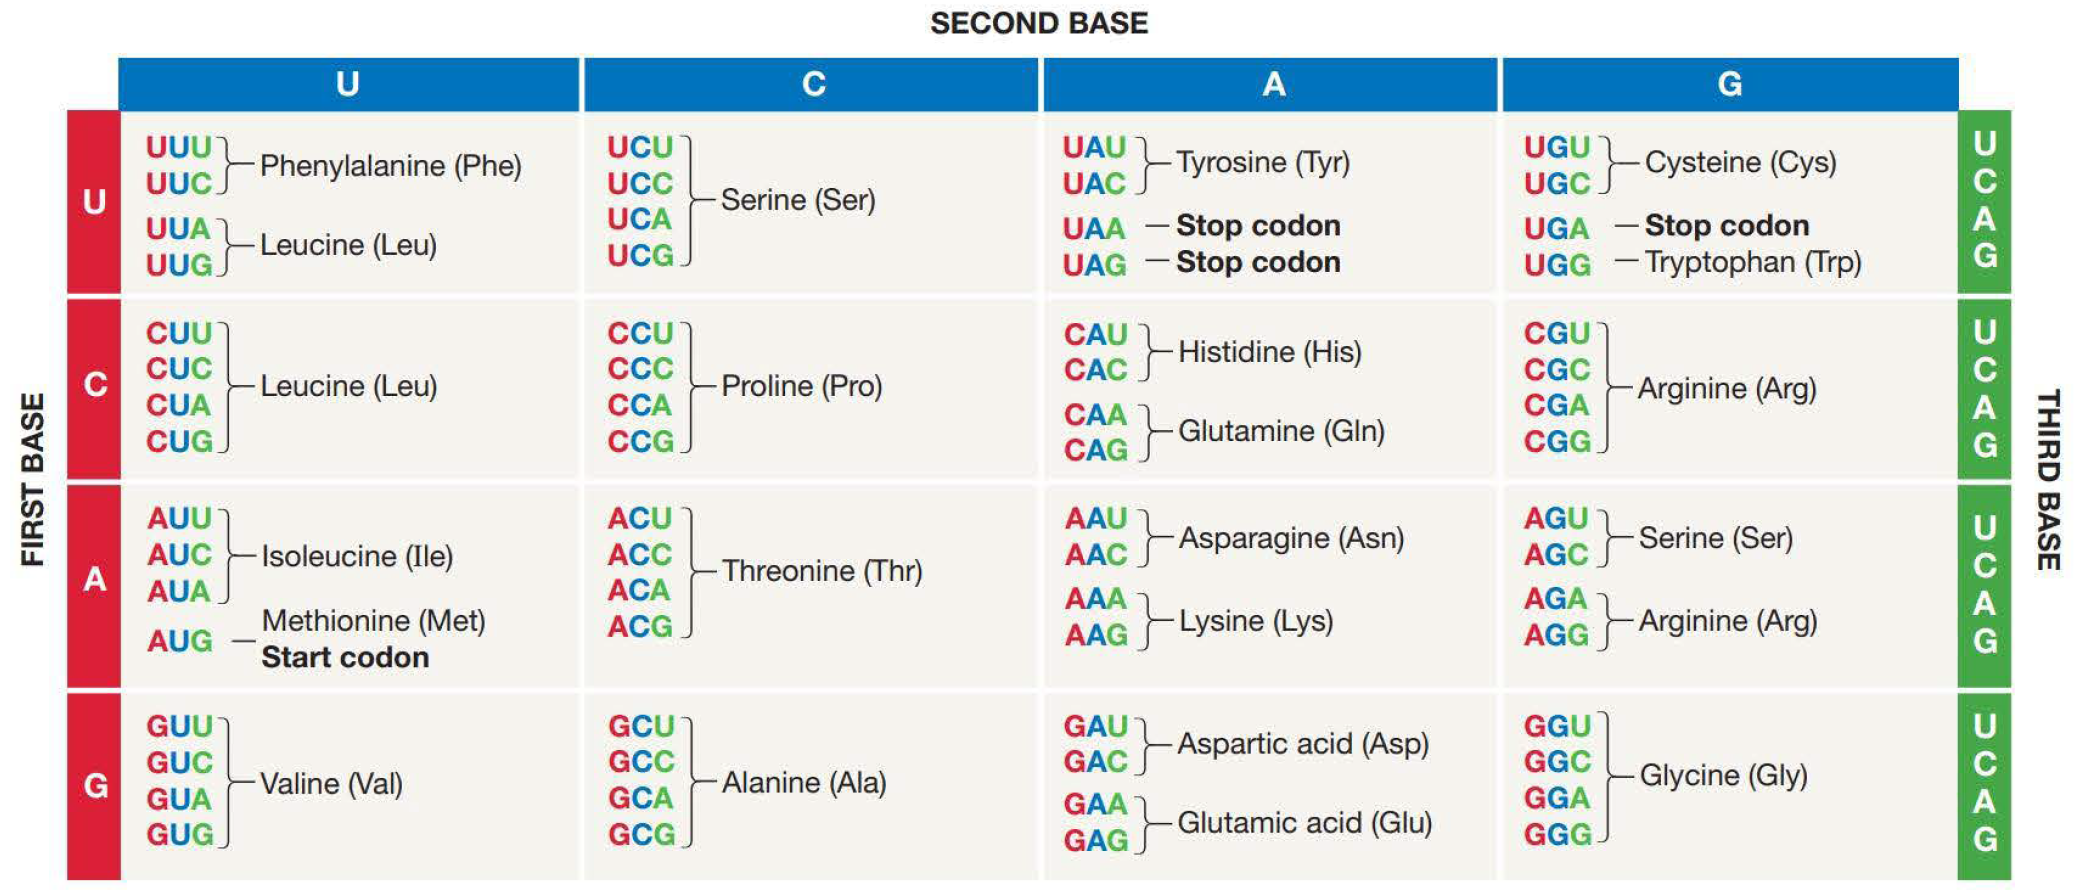 SECOND BASE
U C A G
FIRST BASE
U
UUU
UUC
Phenylalanine (Phe)
UUA
UUG
Leucine (Leu)
UCU
UCC
UCA
UCG
Serine (Ser)
UAU
UAC
Tyrosine (Tyr)
UAA Stop codon
UAG Stop codon
UGU
UGC
Cysteine (Cys)
UGA Stop codon
UGG Tryptophan (Trp)
U
C
A
G
C
CUU
CUC
CUA
CUG
Leucine (Leu)
CCU
CCC
CCA
CCG
Proline (Pro)
CAU
CAC
Histidine (His)
CAA
CAG
Glutamine (Gln)
CGU
CGC
CGA
CGG
Arginine (Arg)
U
C
A
G
A
AUU
AUC
AUA
Isoleucine (Ile)
AUG
Methionine (Met)
Start codon
ACU
ACC
ACA
ACG
Threonine (Thr)
AAU
AAC
Asparagine (Asn)
AAA
AAG
Lysine (Lys)
AGU
AGC
Serine (Ser)
AGA
AGG
Arginine (Arg)
U
C
A
G
G
GUU
GUC
GUA
GUG
Valine (Val)
GCU
GCC
GCA
GCG
Alanine (Ala)
GAU
GAC
Aspartic acid (Asp)
GAA
GAG
Glutamic acid (Glu)
GGU
GGC
GGA
GGG
Glycine (Gly)
U
C
A
G
THIRD BASE